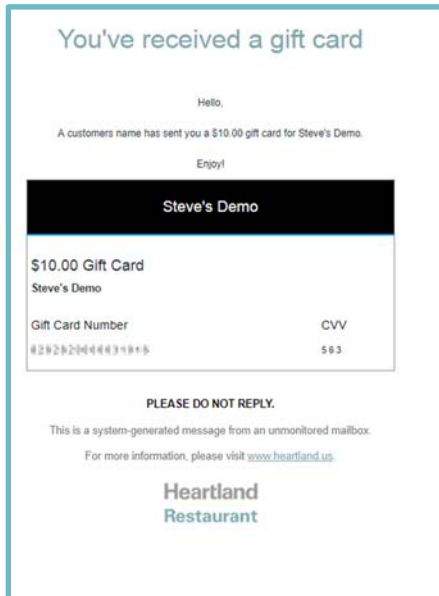 You've received a gift card
Hello,
A customers name has sent you a $10.00 gift card for Steve's Demo.
Enjoy!
Steve's Demo
$10.00 Gift Card
Steve's Demo
Gift Card Number CVV
563
PLEASE DO NOT REPLY.
This is a system-generated message from an unmonitored mailbox.
For more information, please visit www.heartland.us.
Heartland
Restaurant